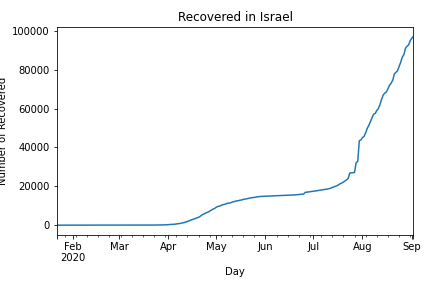 Recovered in Israel
100000
80000
60000
40000
20000
0
Number of Recovered
Feb Mar Apr May Jun Jul Aug Sep
2020
Day